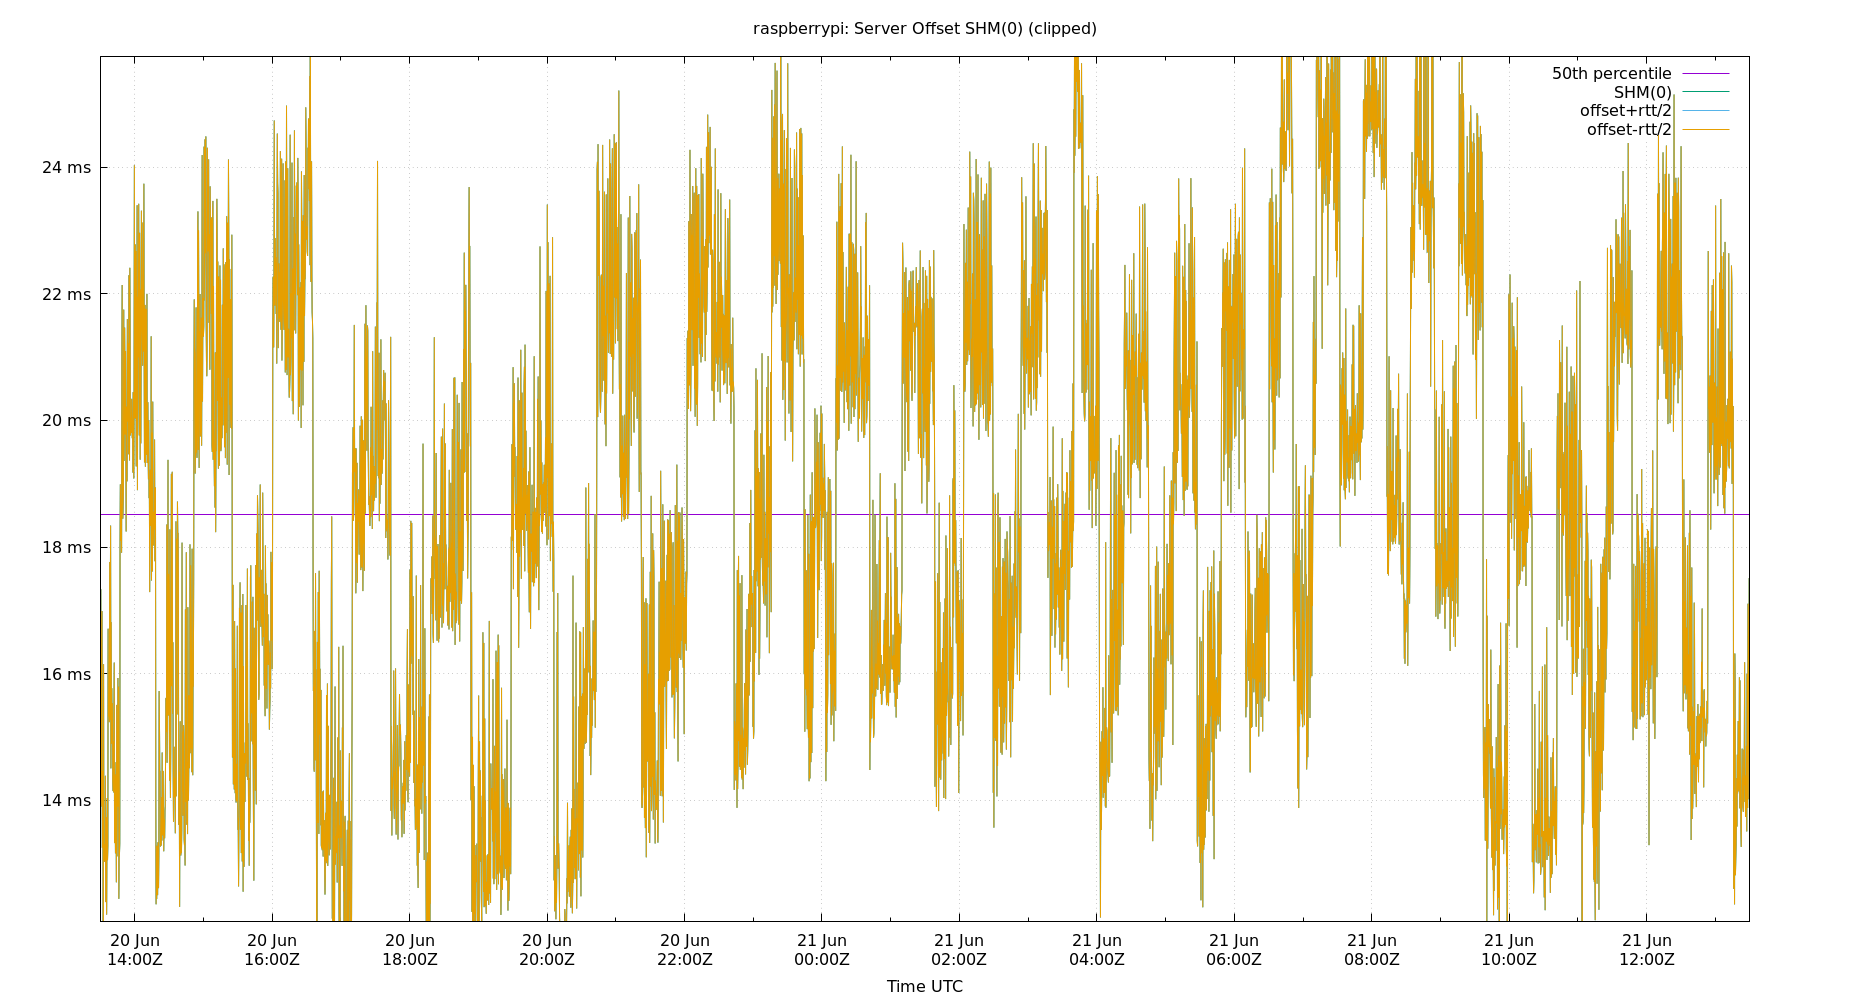 raspberrypi: Server Offset SHM(0) (clipped)
50th percentile
SHM(0)
offset+rtt/2
offset-rtt/2
24 ms
22 ms
20 ms
18 ms
16 ms
14 ms
20 Jun 20 Jun 20 Jun 20 Jun 20 Jun 21 Jun 21 Jun 21 Jun 21 Jun 21 Jun 21 Jun 21 Jun
14:00Z 16:00Z 18:00Z 20:00Z 22:00Z 00:00Z 02:00Z 04:00Z 06:00Z 08:00Z 10:00Z 12:00Z
Time UTC